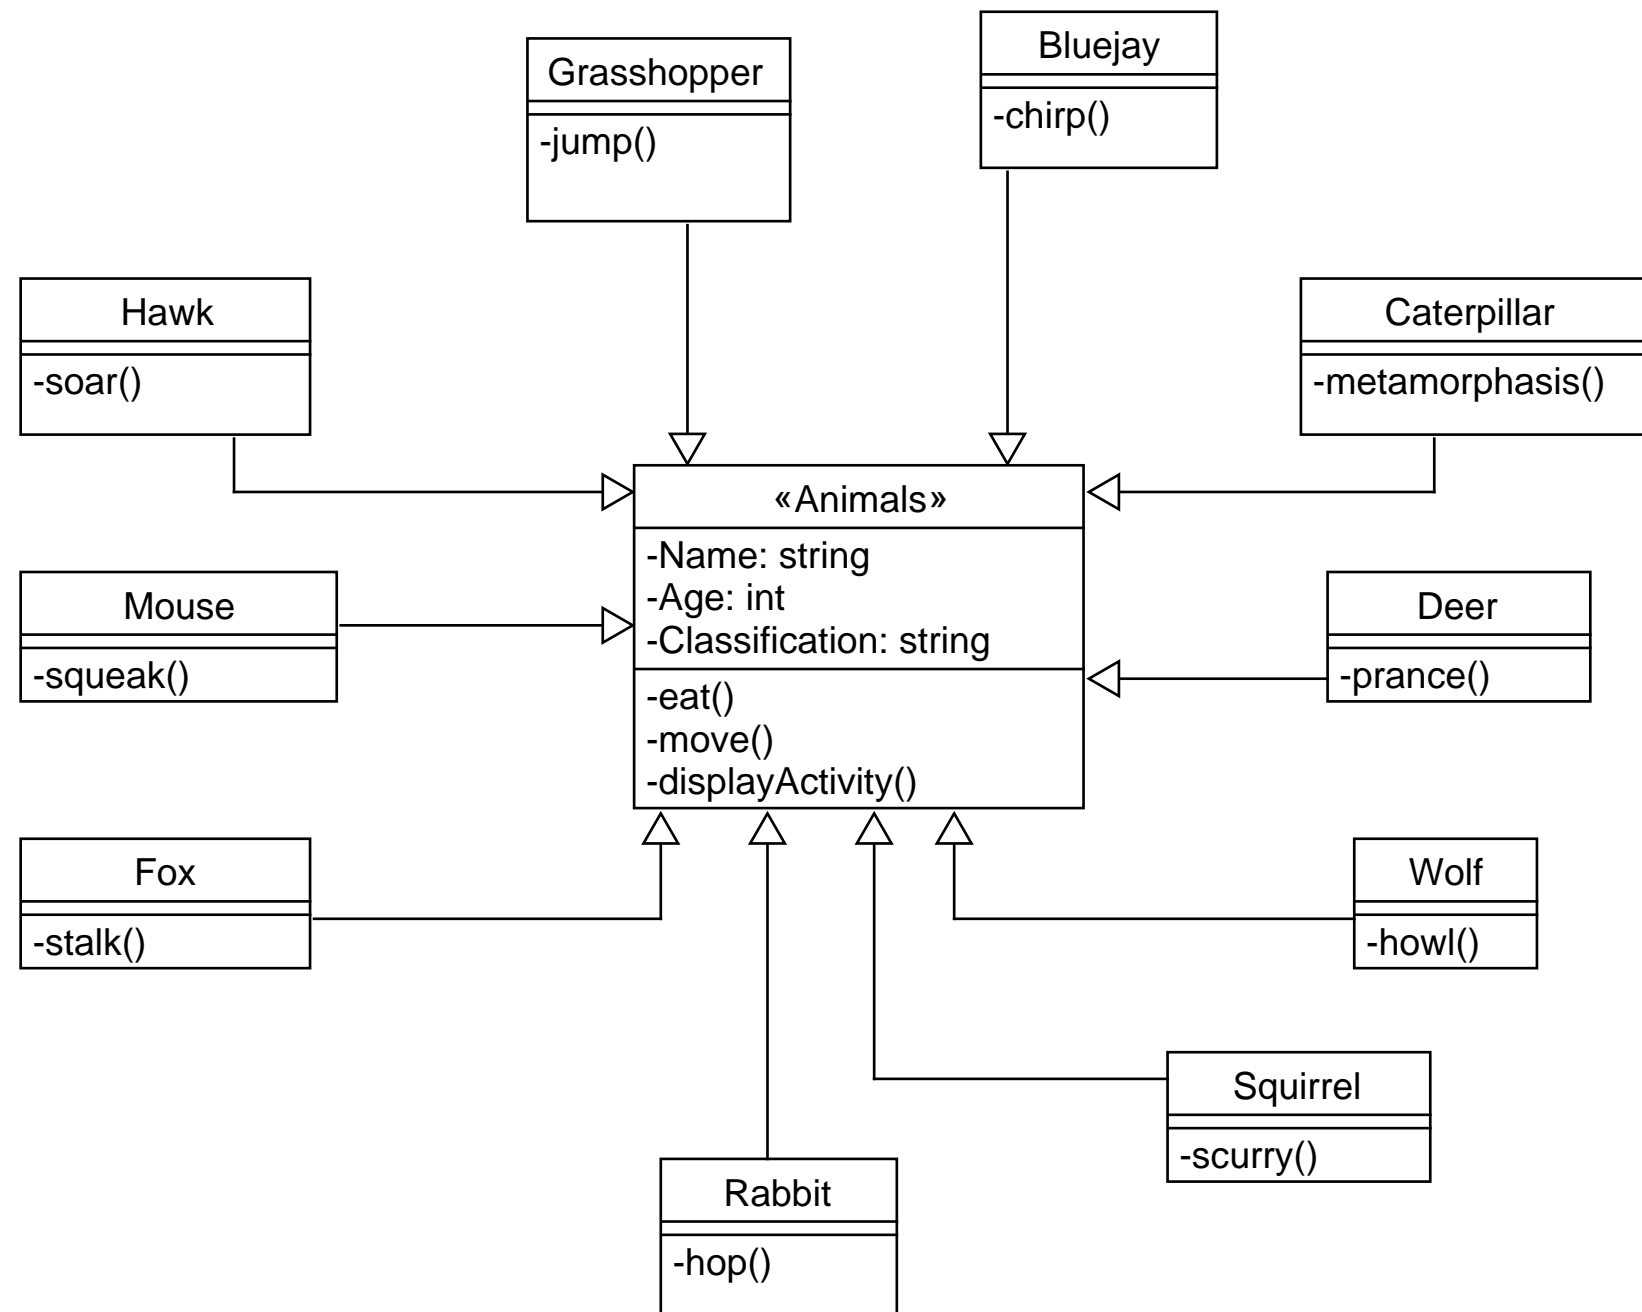 Bluejay
-chirp()
Grasshopper
-jump()
Hawk
-soar()
Caterpillar
-metamorphasis()
«Animals»
-Name: string
-Age: int
-Classification: string
-eat()
-move()
-displayActivity()
Mouse
-squeak()
Deer
-prance()
Fox
-stalk()
Wolf
-howl()
Squirrel
-scurry()
Rabbit
-hop()